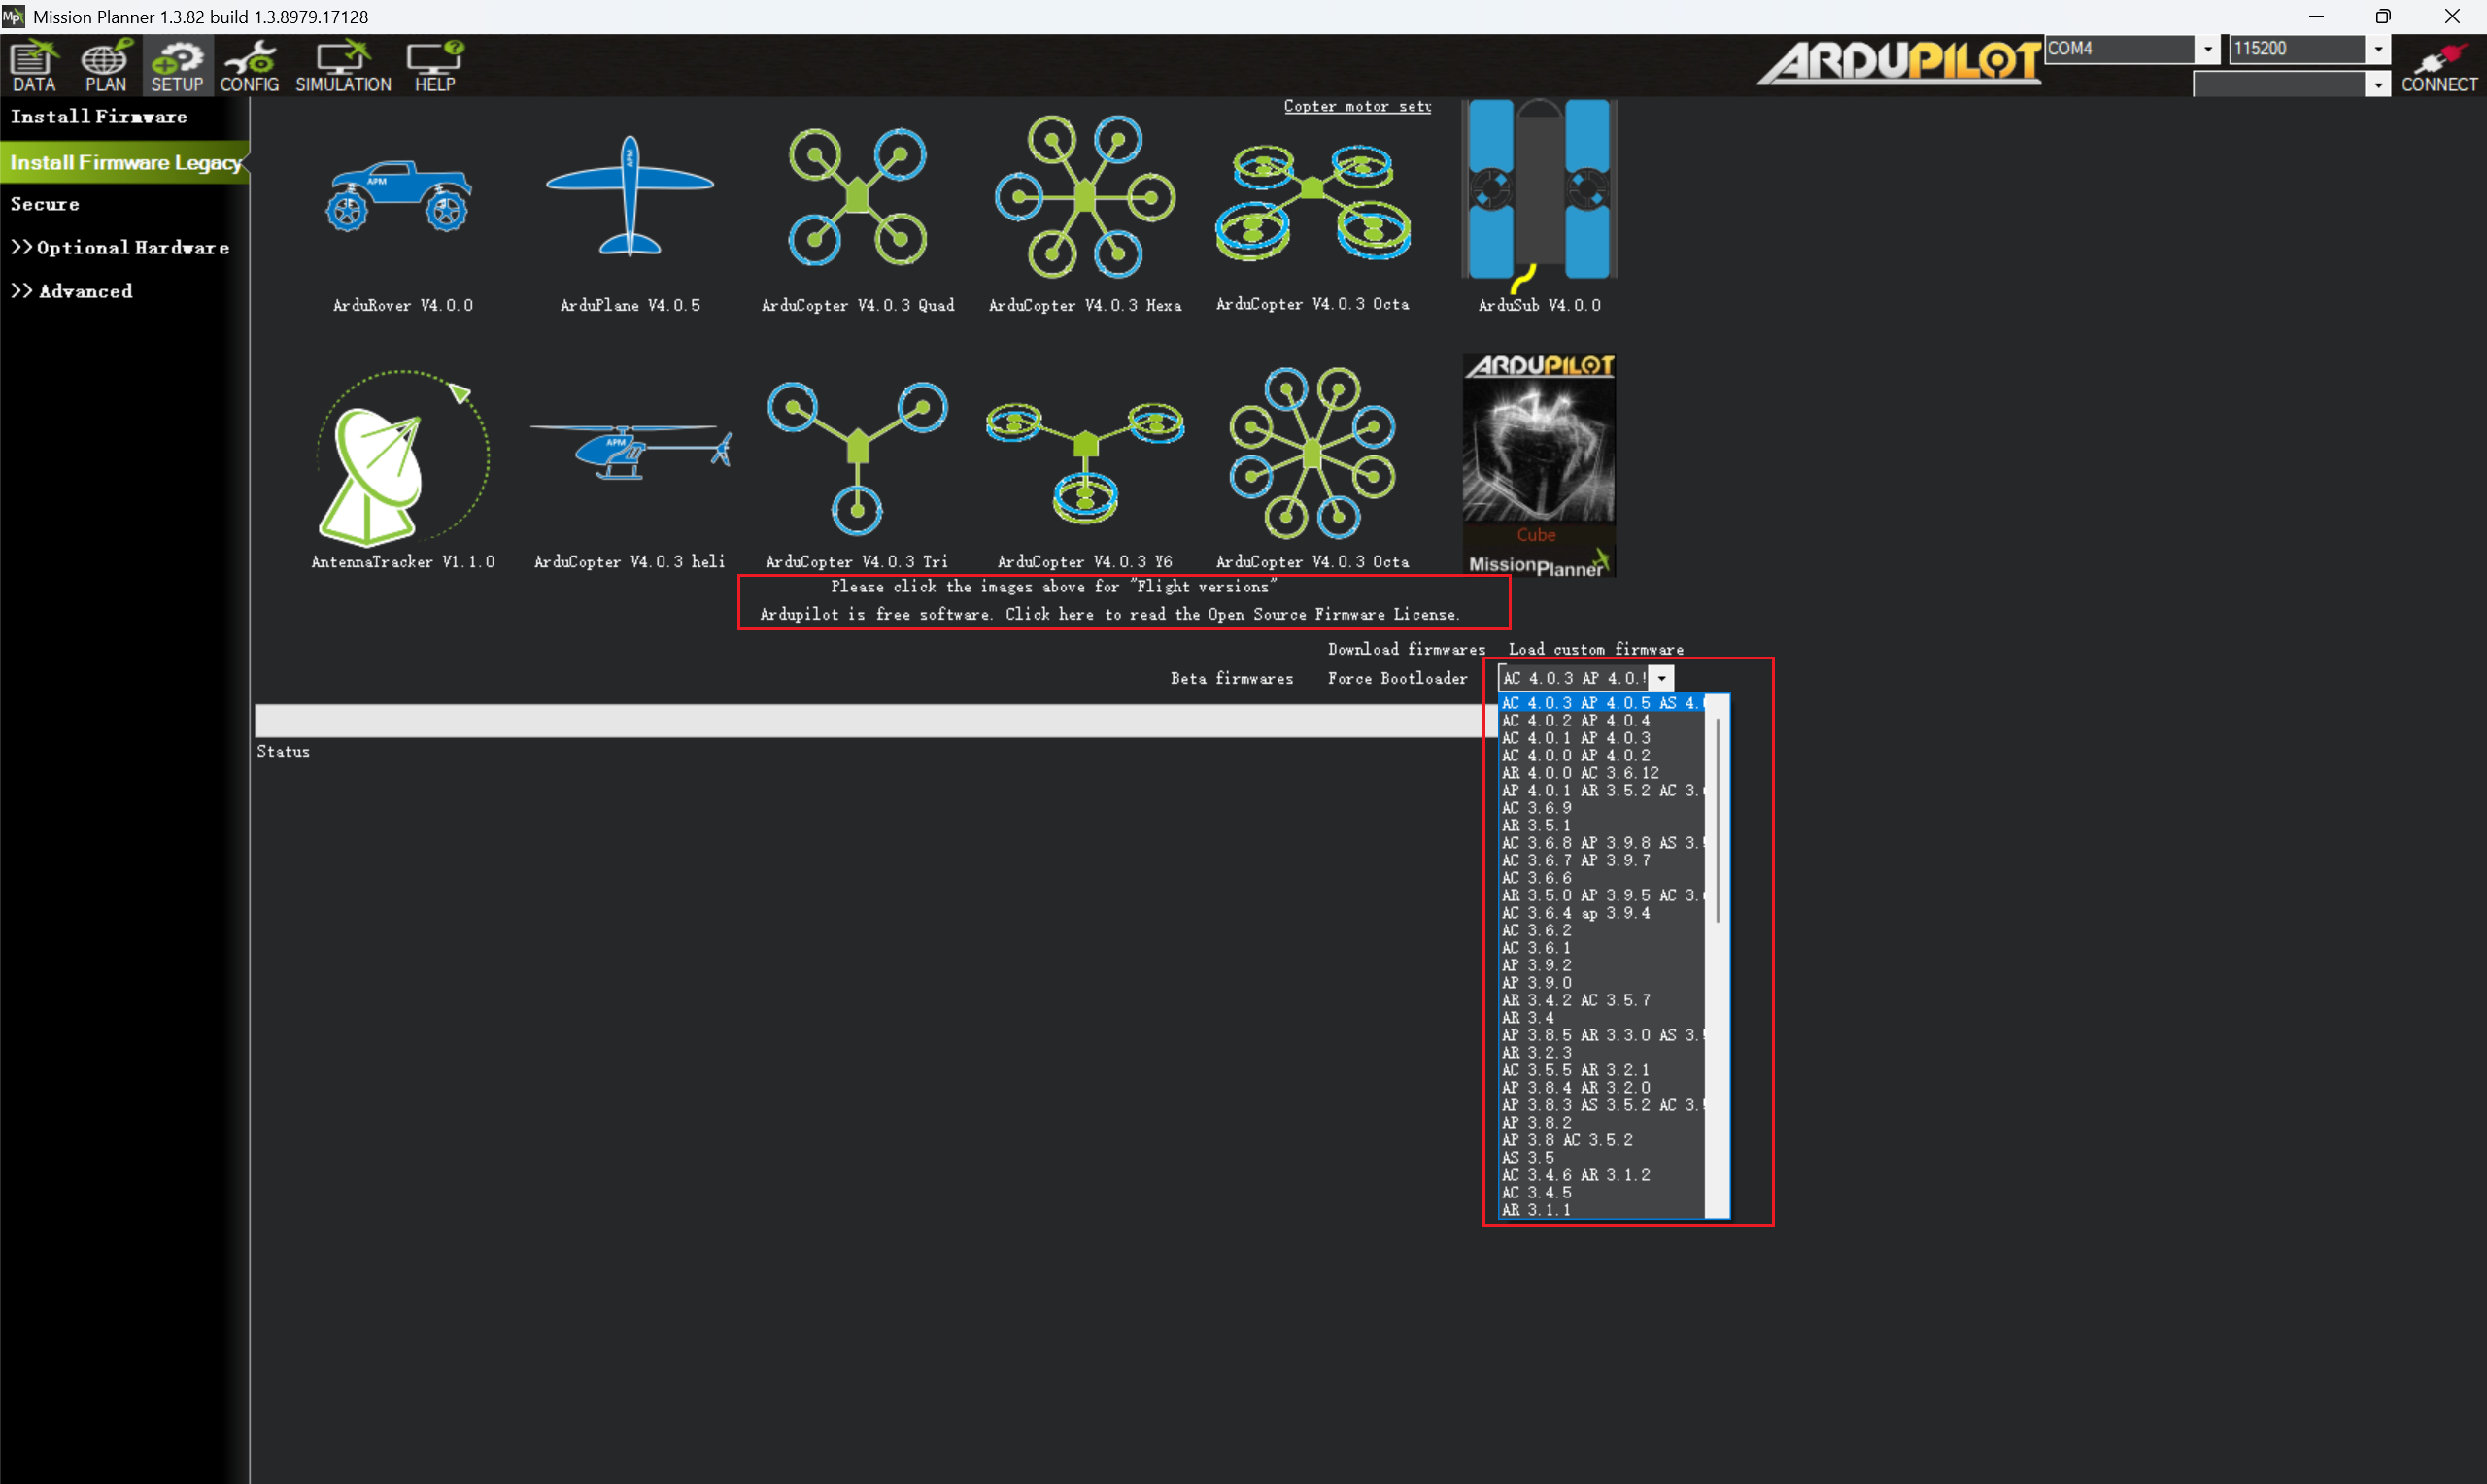 Mission Planner 1.3.82 build 1.3.8979.17128
DATA
PLAN
SETUP
CONFIG
SIMULATION
HELP
ARDUPILOT
COM4
115200
CONNECT
Install Firmware
Install Firmware Legacy
Secure
>> Optional Hardware
>> Advanced
Copter motor setu
APM
APM
ArduRover V4.0.0
ArduPlane V4.0.5
ArduCopter V4.0.3 Quad
ArduCopter V4.0.3 Hexa
ArduCopter V4.0.3 Octa
ArduSub V4.0.0
APM
ARDUPILOT
Cube
MissionPlanner
AntennaTracker V1.1.0
ArduCopter V4.0.3 heli
ArduCopter V4.0.3 Tri
ArduCopter V4.0.3 Y6
ArduCopter V4.0.3 Octa
Please click the images above for "Flight versions"
Ardupilot is free software. Click here to read the Open Source Firmware License.
Download firmwares
Load custom firmware
Beta firmwares
Force Bootloader
AC 4.0.3 AP 4.0.
Status
AC 4.0.3 AP 4.0.5 AS 4.
AC 4.0.2 AP 4.0.4
AC 4.0.1 AP 4.0.3
AC 4.0.0 AP 4.0.2
AR 4.0.0 AC 3.6.12
AP 4.0.1 AR 3.5.2 AC 3.
AC 3.6.9
AR 3.5.1
AC 3.6.8 AP 3.9.8 AS 3.
AC 3.6.7 AP 3.9.7
AC 3.6.6
AR 3.5.0 AP 3.9.5 AC 3.
AC 3.6.4 ap 3.9.4
AC 3.6.2
AC 3.6.1
AP 3.9.2
AP 3.9.0
AR 3.4.2 AC 3.5.7
AR 3.4
AP 3.8.5 AR 3.3.0 AS 3.
AR 3.2.3
AC 3.5.5 AR 3.2.1
AP 3.8.4 AR 3.2.0
AP 3.8.3 AS 3.5.2 AC 3.
AP 3.8.2
AP 3.8 AC 3.5.2
AS 3.5
AC 3.4.6 AR 3.1.2
AC 3.4.5
AR 3.1.1